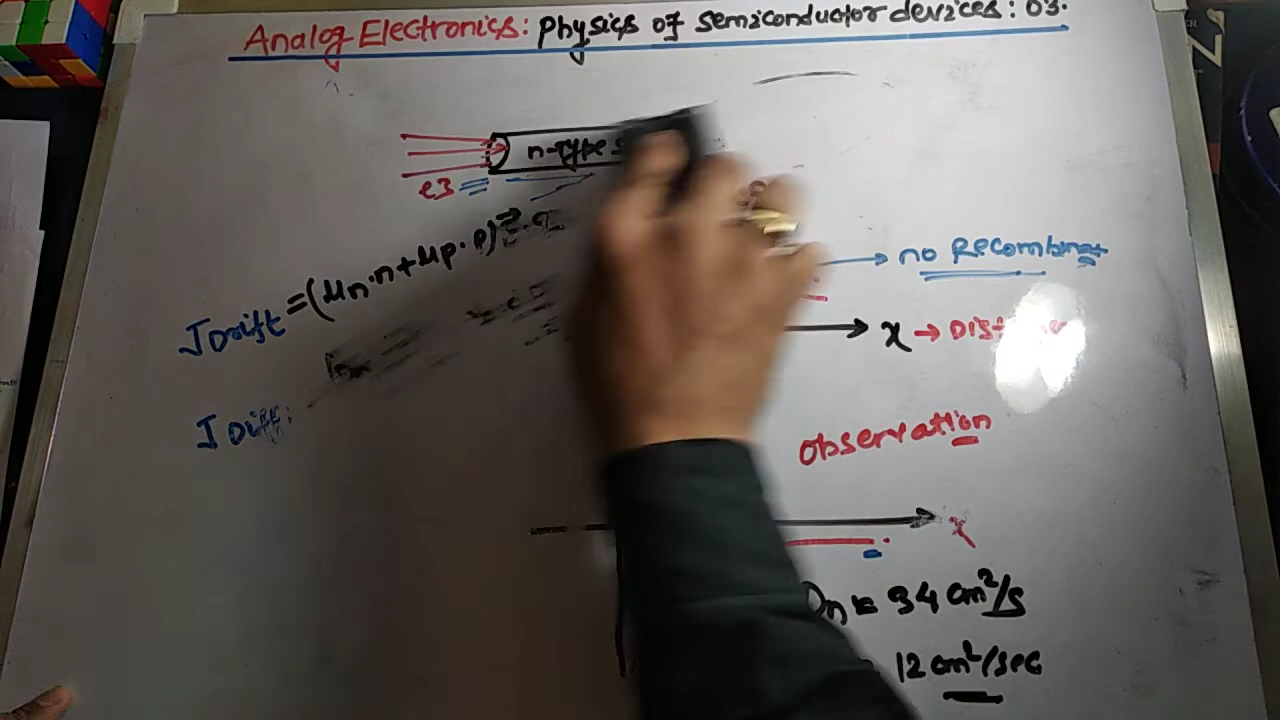 Analog Electronics: Physics of semiconductor devices: 03.
n-type s
e3
no Recombinat
JDrift=(μn·n+μp·p)
x → Dist
J Diff:
Observation
x
Dn = 34 cm²/s
12 cm²/sec